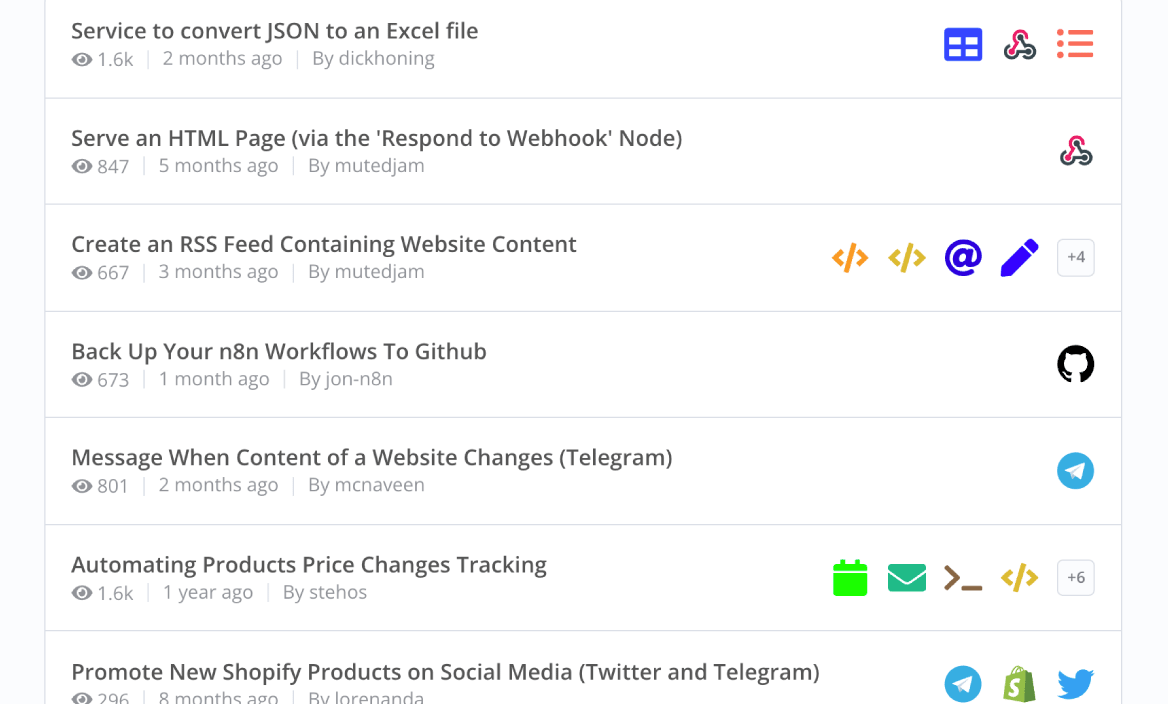 Service to convert JSON to an Excel file
1.6k | 2 months ago | By dickhoning
Serve an HTML Page (via the 'Respond to Webhook' Node)
847 | 5 months ago | By mutedjam
Create an RSS Feed Containing Website Content
667 | 3 months ago | By mutedjam
+4
Back Up Your n8n Workflows To Github
673 | 1 month ago | By jon-n8n
Message When Content of a Website Changes (Telegram)
801 | 2 months ago | By mcnaveen
Automating Products Price Changes Tracking
1.6k | 1 year ago | By stehos
+6
Promote New Shopify Products on Social Media (Twitter and Telegram)
296 | 8 months ago | By lorenanda